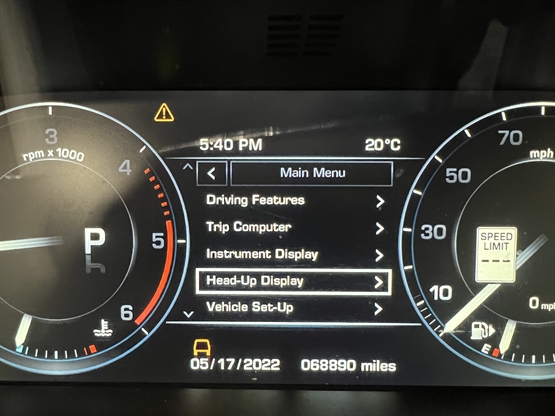 5:40 PM 20°C
Main Menu
Driving Features
Trip Computer
Instrument Display
Head-Up Display
Vehicle Set-Up
05/17/2022 068890 miles
3
rpm x 1000
4
5
6
P
70
mph
50
30
10
SPEED
LIMIT
---
0 mp
E